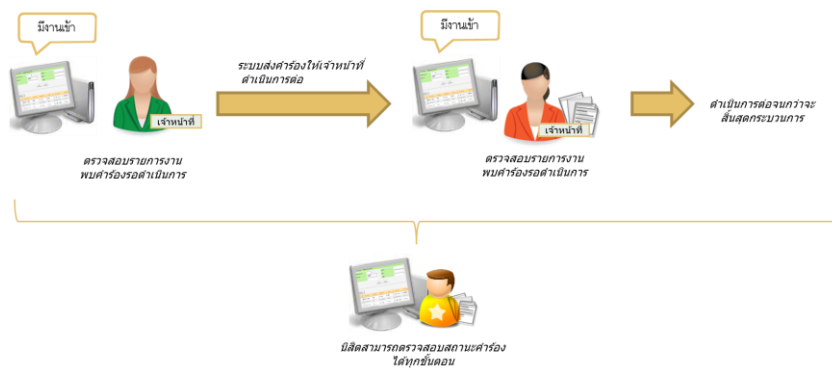 มีงานเข้า
มีงานเข้า
ระบบส่งคำร้องให้เจ้าหน้าที่
ดำเนินการต่อ
เจ้าหน้าที่
เจ้าหน้าที่
ดำเนินการต่อจนกว่าจะ
สิ้นสุดกระบวนการ
ตรวจสอบรายการงาน
พบคำร้องรอดำเนินการ
ตรวจสอบรายการงาน
พบคำร้องรอดำเนินการ
นิสิตสามารถตรวจสอบสถานะคำร้อง
ได้ทุกขั้นตอน